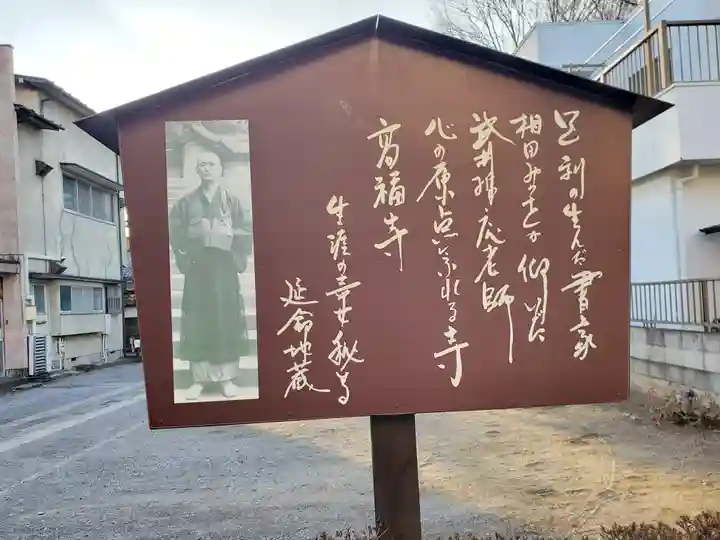 足利の生んだ書家
相田みつをが仰いだ
武井哲応老師
心の原点にふれる寺
高福寺
生涯の幸せ祈る
延命地蔵